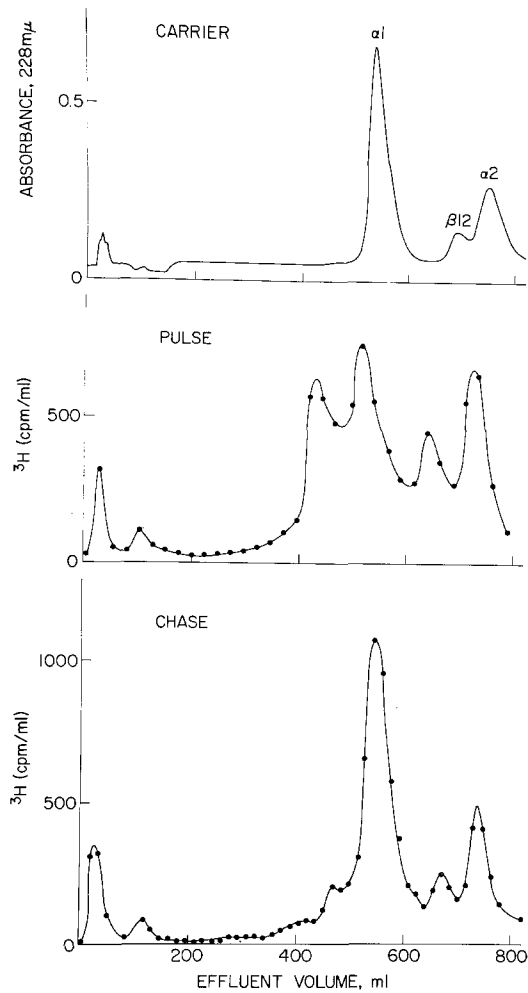 CARRIER
ABSORBANCE, 228mμ
0.5
0
α1
β12
α2
PULSE
³H (cpm/ml)
500
0
CHASE
³H (cpm/ml)
1000
500
0
0 200 400 600 800
EFFLUENT VOLUME, ml